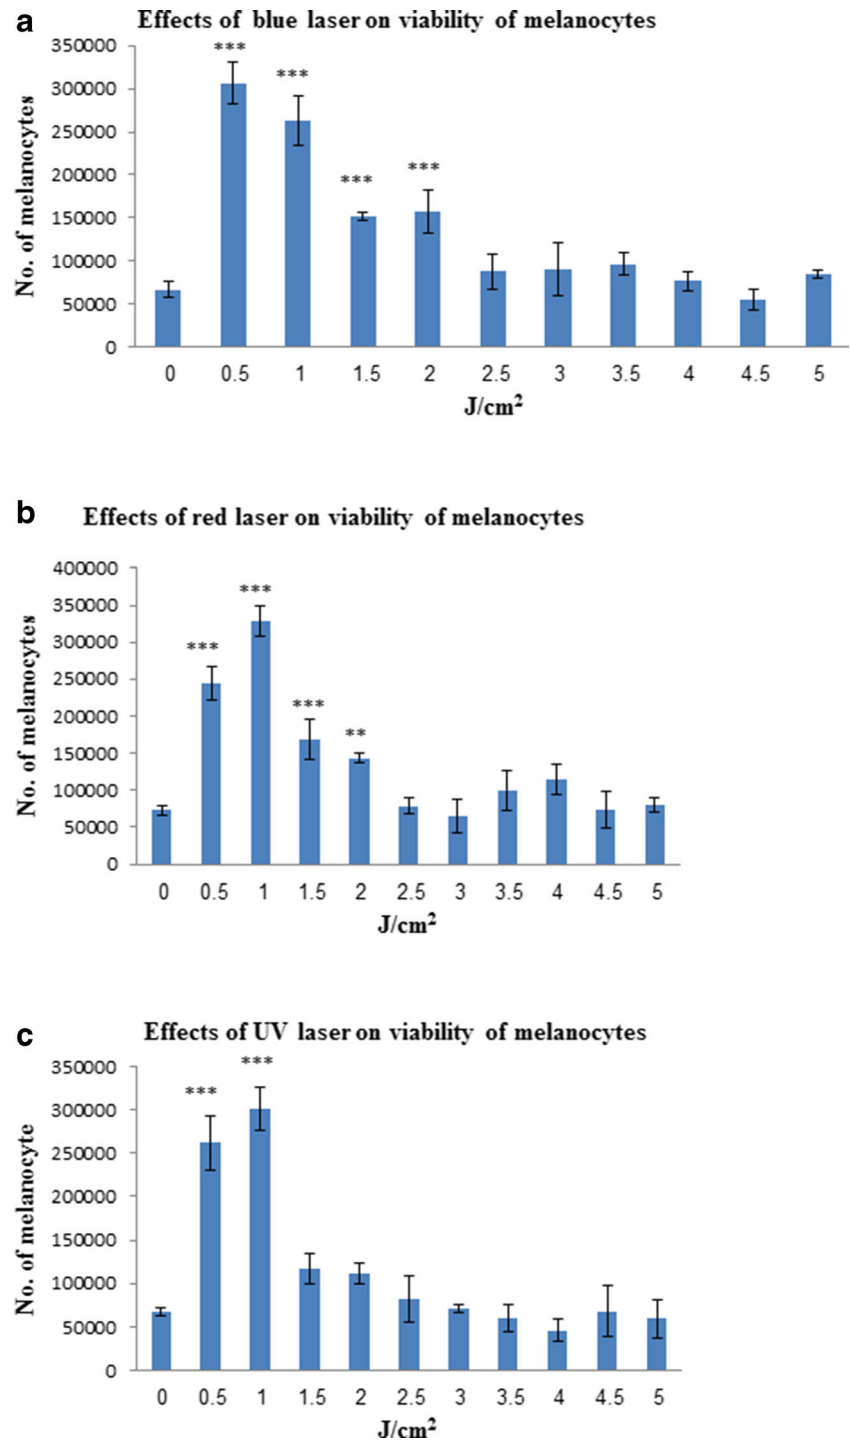 a
Effects of blue laser on viability of melanocytes
No. of melanocytes
350000
300000
250000
200000
150000
100000
50000
0
***
***
***
***
0 0.5 1 1.5 2 2.5 3 3.5 4 4.5 5
J/cm²
b
Effects of red laser on viability of melanocytes
No. of melanocytes
400000
350000
300000
250000
200000
150000
100000
50000
0
***
***
***
**
0 0.5 1 1.5 2 2.5 3 3.5 4 4.5 5
J/cm²
c
Effects of UV laser on viability of melanocytes
No. of melanocyte
350000
300000
250000
200000
150000
100000
50000
0
***
***
0 0.5 1 1.5 2 2.5 3 3.5 4 4.5 5
J/cm²